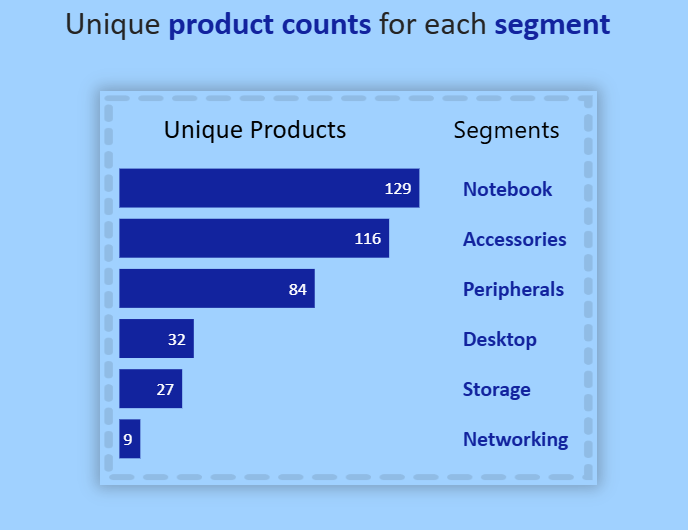 Unique product counts for each segment
Unique Products Segments
129 Notebook
116 Accessories
84 Peripherals
32 Desktop
27 Storage
9 Networking